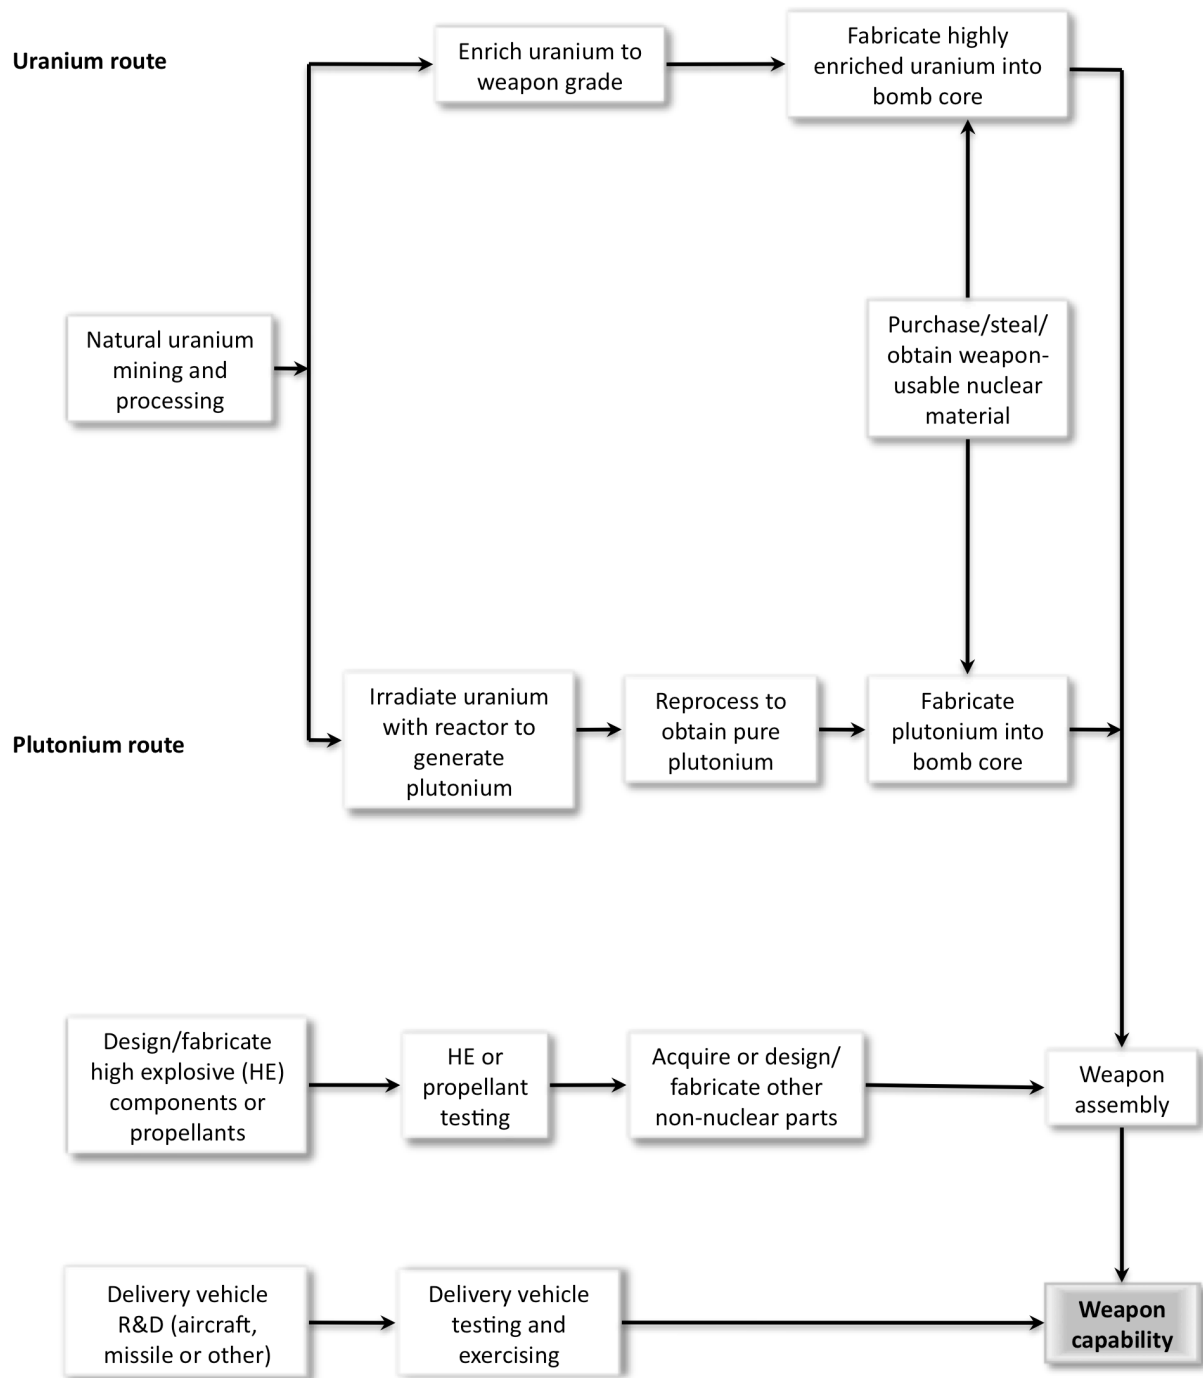 Uranium route
Enrich uranium to
weapon grade
Fabricate highly
enriched uranium into
bomb core
Natural uranium
mining and
processing
Purchase/steal/
obtain weapon-
usable nuclear
material
Plutonium route
Irradiate uranium
with reactor to
generate
plutonium
Reprocess to
obtain pure
plutonium
Fabricate
plutonium into
bomb core
Design/fabricate
high explosive (HE)
components or
propellants
HE or
propellant
testing
Acquire or design/
fabricate other
non-nuclear parts
Weapon
assembly
Delivery vehicle
R&D (aircraft,
missile or other)
Delivery vehicle
testing and
exercising
Weapon
capability